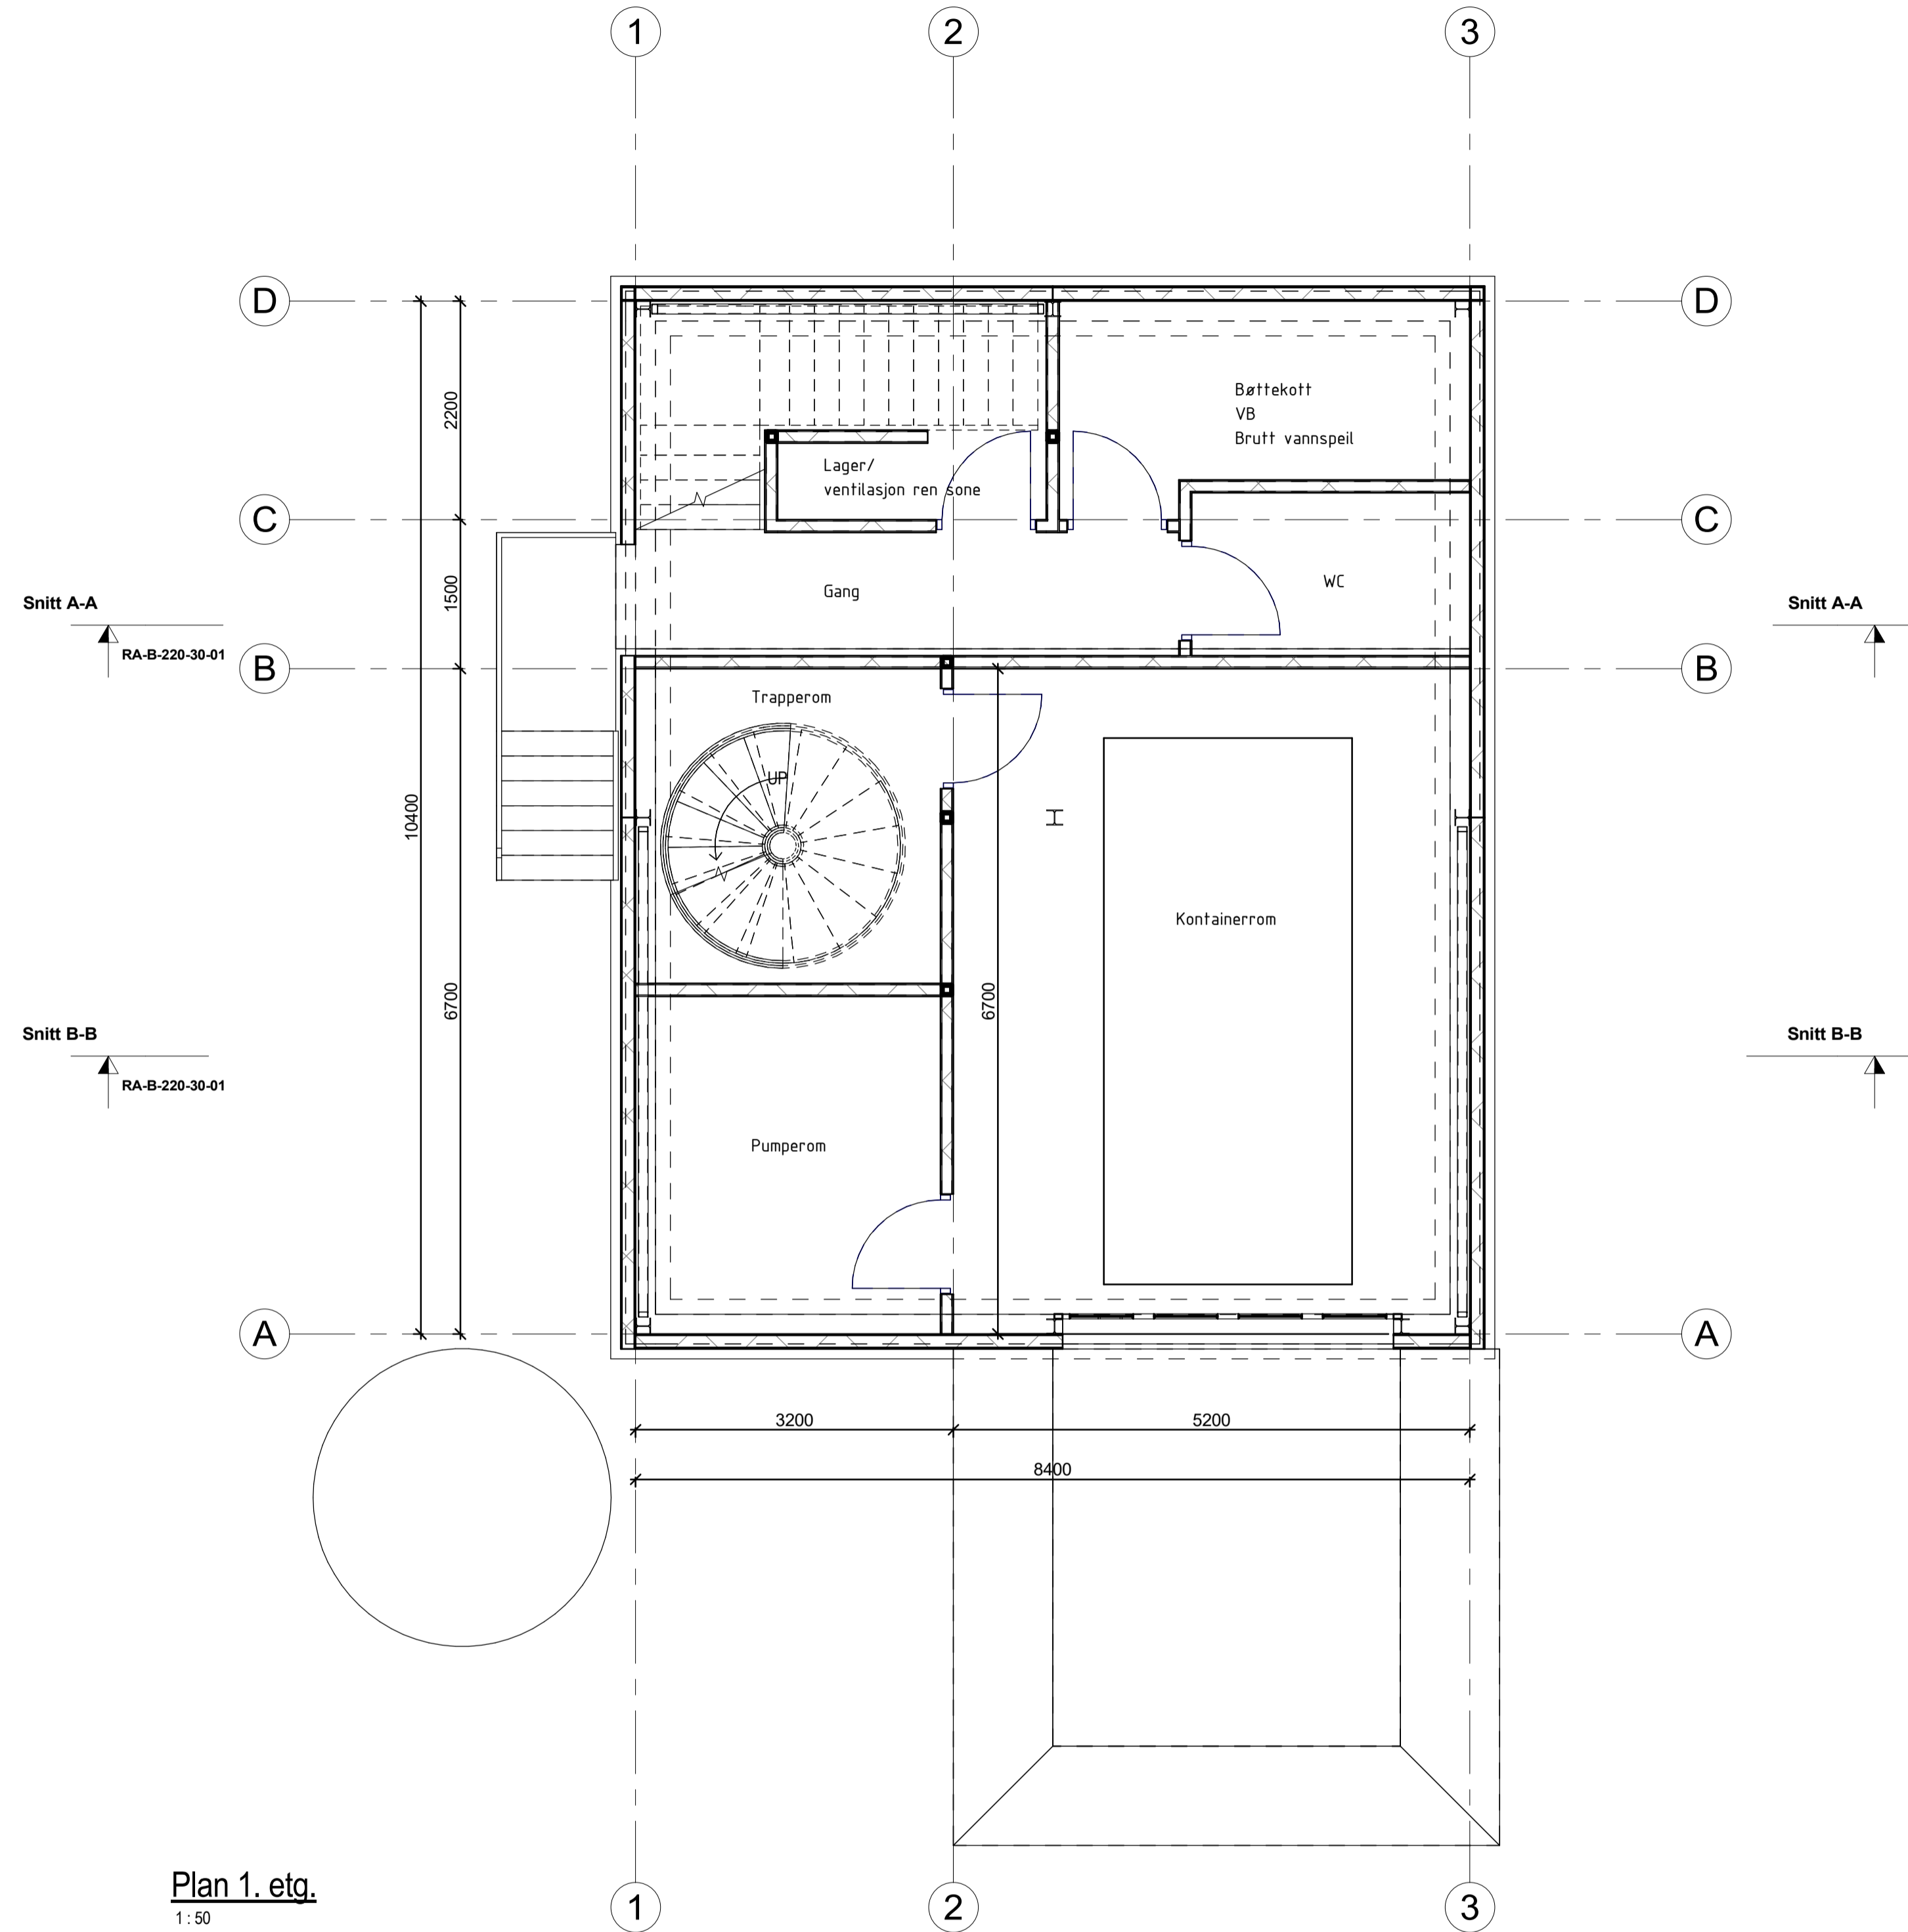 1
2
3
D
D
2200
Bøttekott
VB
Brutt vannspeil
Lager/
ventilasjon ren sone
C
C
1500
Gang
WC
Snitt A-A
Snitt A-A
RA-B-220-30-01
B
B
Trapperom
UP
10400
Kontainerrom
6700
6700
Snitt B-B
Snitt B-B
RA-B-220-30-01
Pumperom
A
A
3200
5200
8400
Plan 1. etg.
1 : 50
1
2
3